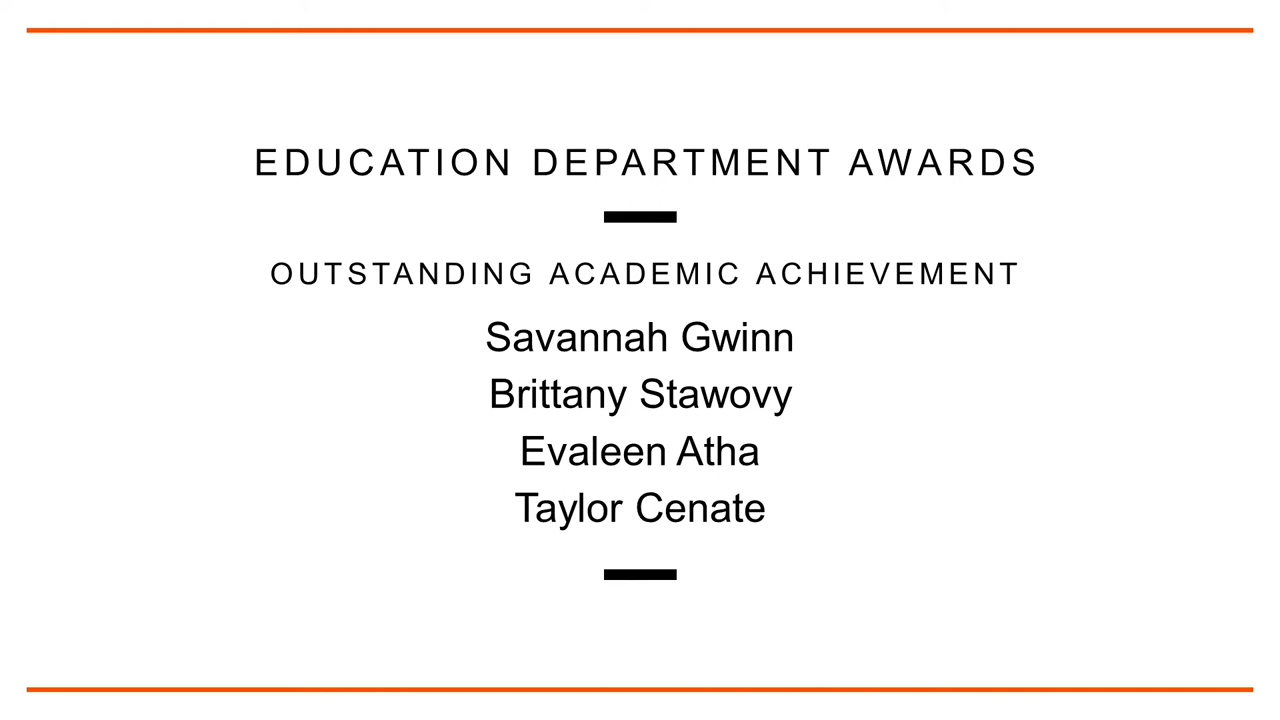 EDUCATION DEPARTMENT AWARDS
OUTSTANDING ACADEMIC ACHIEVEMENT
Savannah Gwinn
Brittany Stawovy
Evaleen Atha
Taylor Cenate